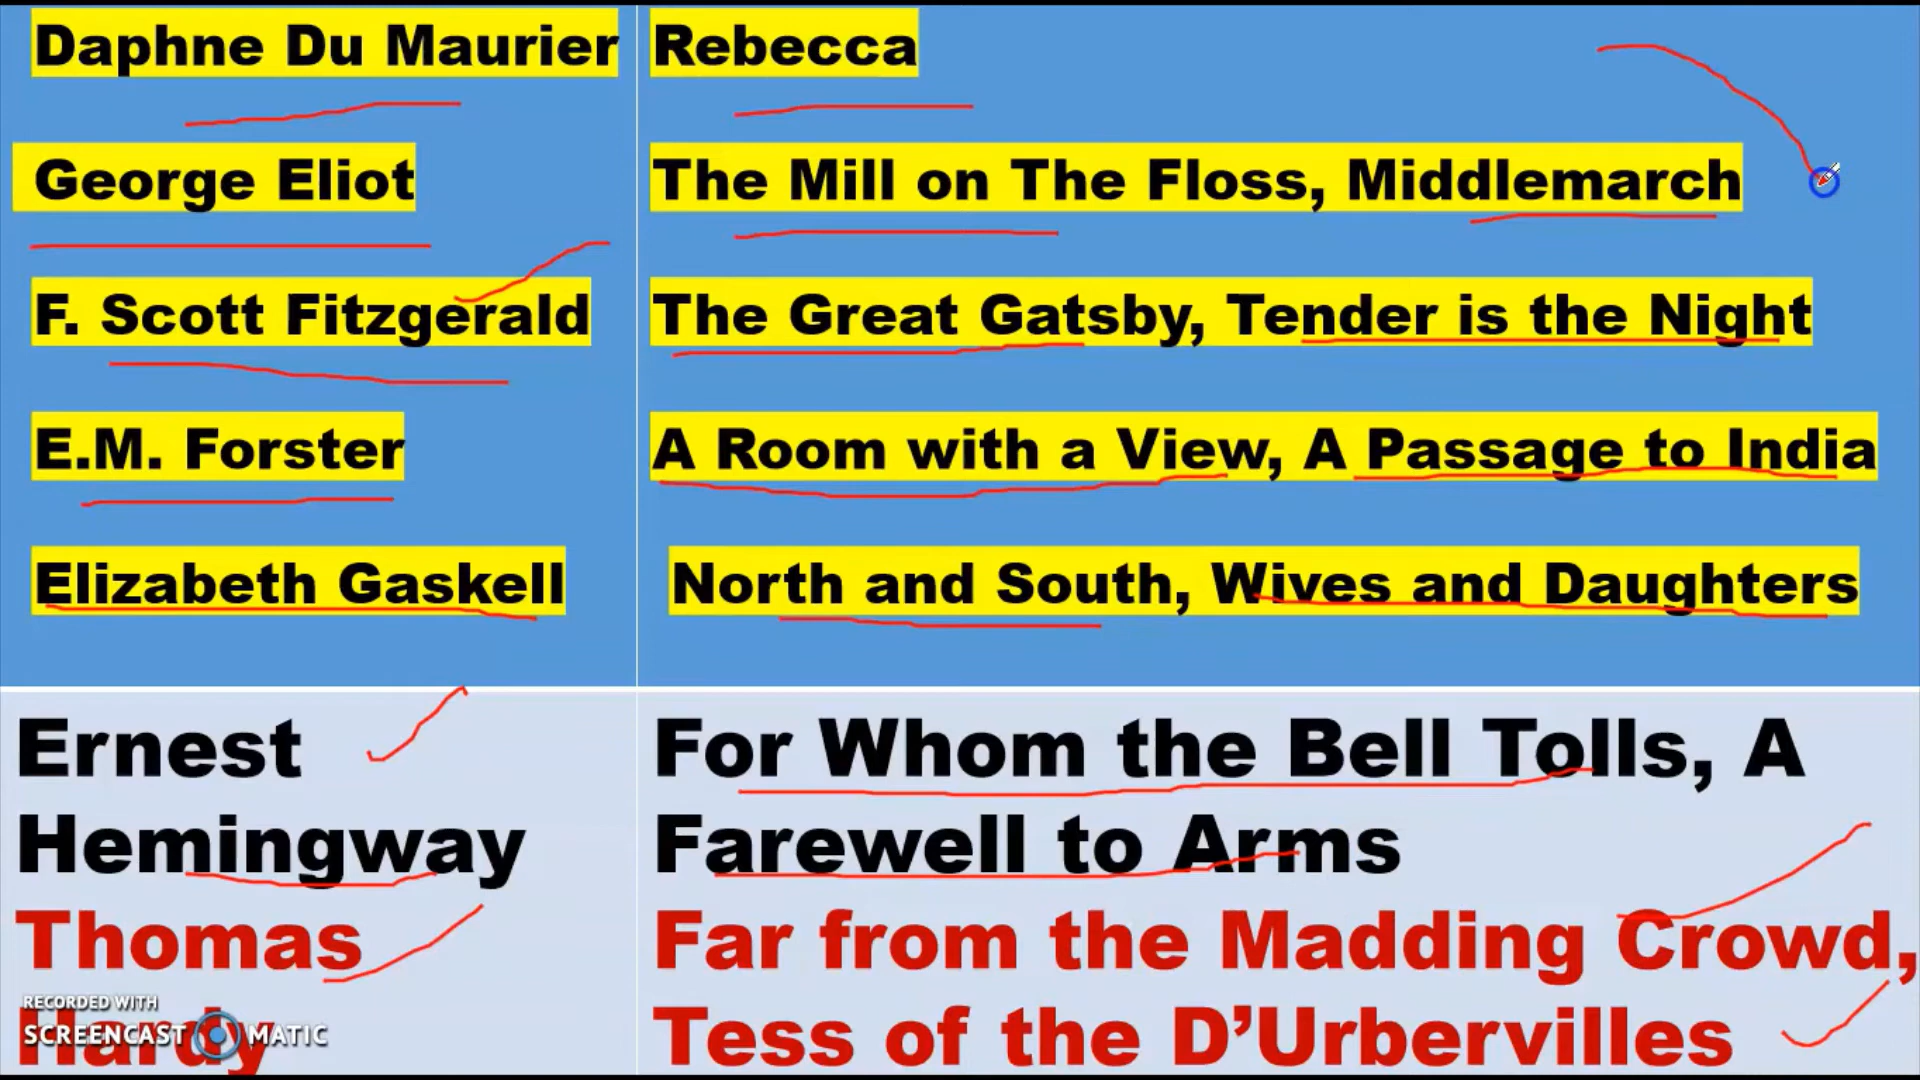 Daphne Du Maurier Rebecca
George Eliot The Mill on The Floss, Middlemarch
F. Scott Fitzgerald The Great Gatsby, Tender is the Night
E.M. Forster A Room with a View, A Passage to India
Elizabeth Gaskell North and South, Wives and Daughters
Ernest For Whom the Bell Tolls, A
Hemingway Farewell to Arms
Thomas Far from the Madding Crowd,
Hardy Tess of the D’Urbervilles
RECORDED WITH
SCREENCAST MATIC